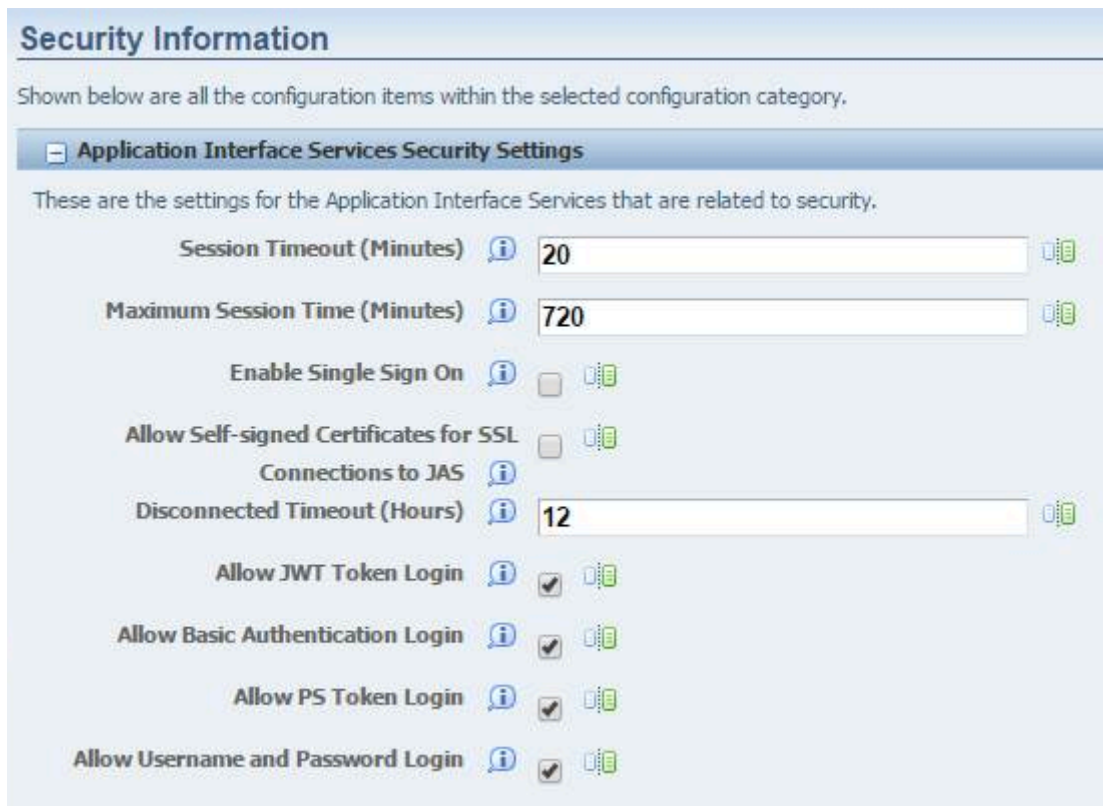 Security Information
Shown below are all the configuration items within the selected configuration category.
Application Interface Services Security Settings
These are the settings for the Application Interface Services that are related to security.
Session Timeout (Minutes) 20
Maximum Session Time (Minutes) 720
Enable Single Sign On
Allow Self-signed Certificates for SSL
Connections to JAS
Disconnected Timeout (Hours) 12
Allow JWT Token Login
Allow Basic Authentication Login
Allow PS Token Login
Allow Username and Password Login